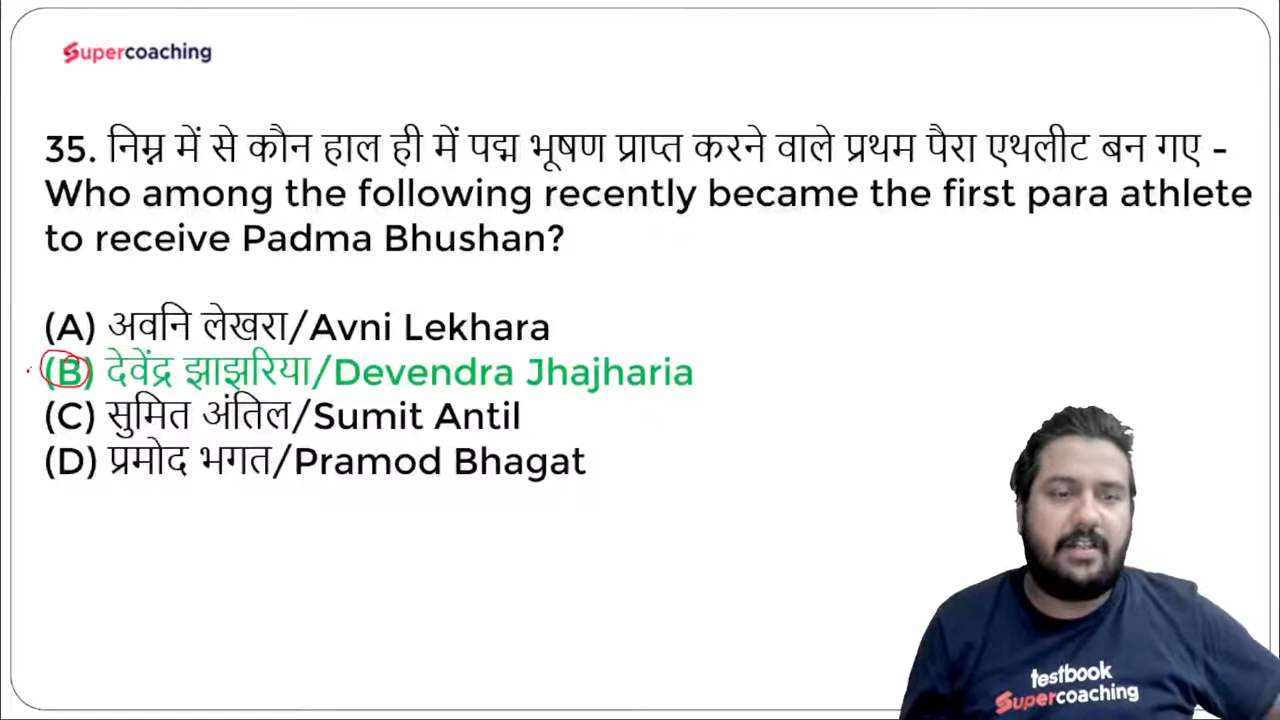 Supercoaching
35. निम्न में से कौन हाल ही में पद्म भूषण प्राप्त करने वाले प्रथम पैरा एथलीट बन गए -
Who among the following recently became the first para athlete
to receive Padma Bhushan?
(A) अवनि लेखरा/Avni Lekhara
(B) देवेंद्र झाझरिया/Devendra Jhajharia
(C) सुमित अंतिल/Sumit Antil
(D) प्रमोद भगत/Pramod Bhagat
testbook
Supercoaching